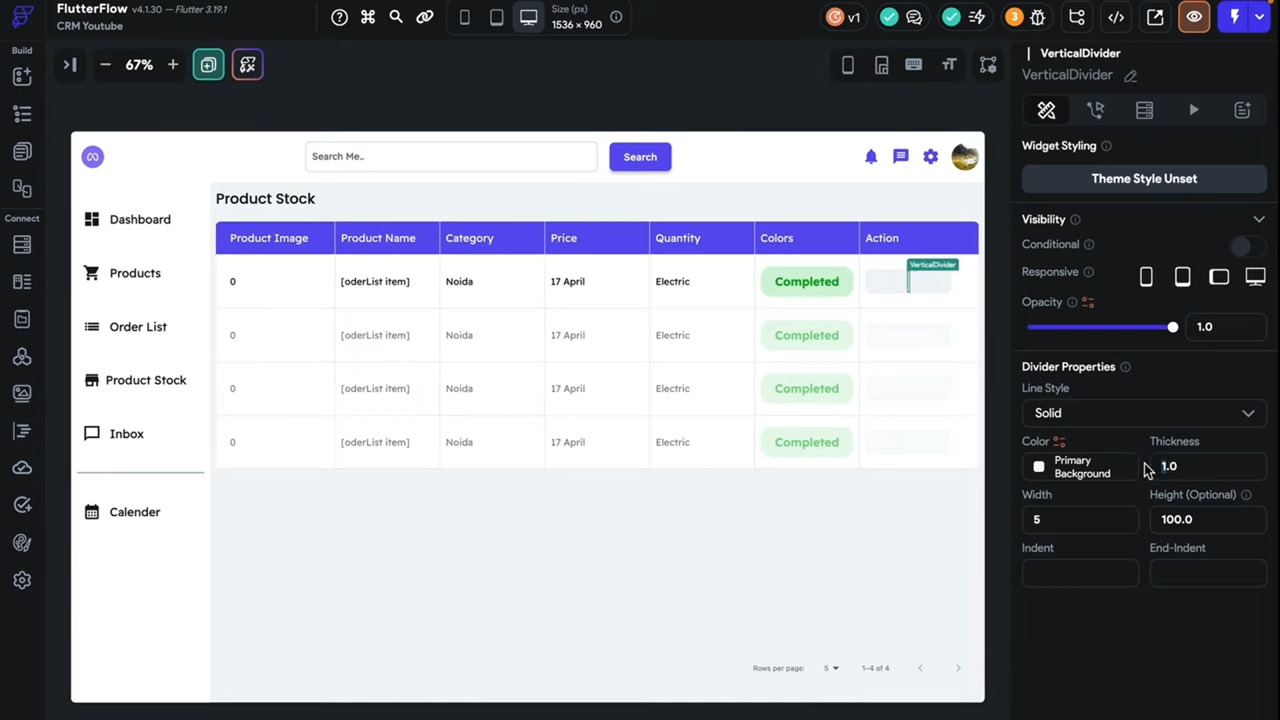 FlutterFlow v4.1.30 – Flutter 3.19.1
CRM Youtube
Size (px)
1536 × 960
v1
3
Build
67%
Connect
Search Me..
Search
Dashboard
Products
Order List
Product Stock
Inbox
Calender
Product Stock
Product Image Product Name Category Price Quantity Colors Action
VerticalDivider
0 [oderList item] Noida 17 April Electric Completed
0 [oderList item] Noida 17 April Electric Completed
0 [oderList item] Noida 17 April Electric Completed
0 [oderList item] Noida 17 April Electric Completed
Rows per page: 5 1–4 of 4
VerticalDivider
VerticalDivider
Widget Styling
Theme Style Unset
Visibility
Conditional
Responsive
Opacity
1.0
Divider Properties
Line Style
Solid
Color Thickness
Primary
Background
1.0
Width Height (Optional)
5 100.0
Indent End-Indent